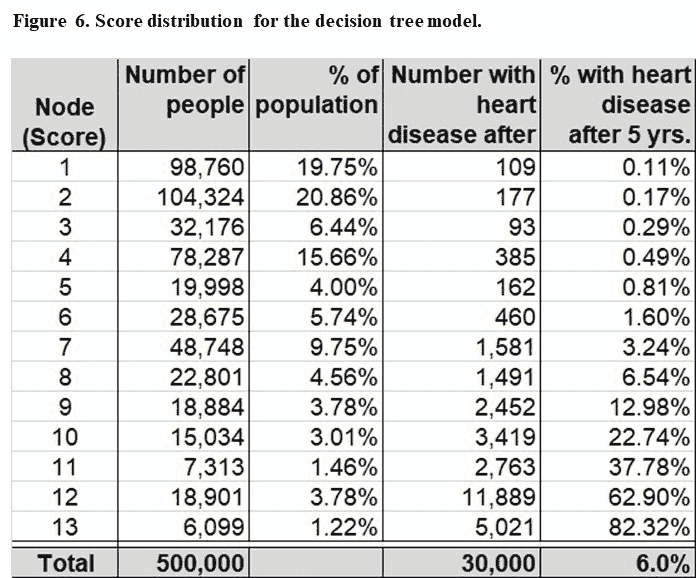 Figure 6. Score distribution for the decision tree model.
Node (Score) Number of people % of population Number with heart disease after % with heart disease after 5 yrs.
1 98,760 19.75% 109 0.11%
2 104,324 20.86% 177 0.17%
3 32,176 6.44% 93 0.29%
4 78,287 15.66% 385 0.49%
5 19,998 4.00% 162 0.81%
6 28,675 5.74% 460 1.60%
7 48,748 9.75% 1,581 3.24%
8 22,801 4.56% 1,491 6.54%
9 18,884 3.78% 2,452 12.98%
10 15,034 3.01% 3,419 22.74%
11 7,313 1.46% 2,763 37.78%
12 18,901 3.78% 11,889 62.90%
13 6,099 1.22% 5,021 82.32%
Total 500,000 30,000 6.0%